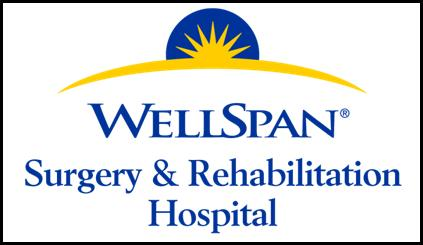 WELLSPAN®
Surgery & Rehabilitation
Hospital